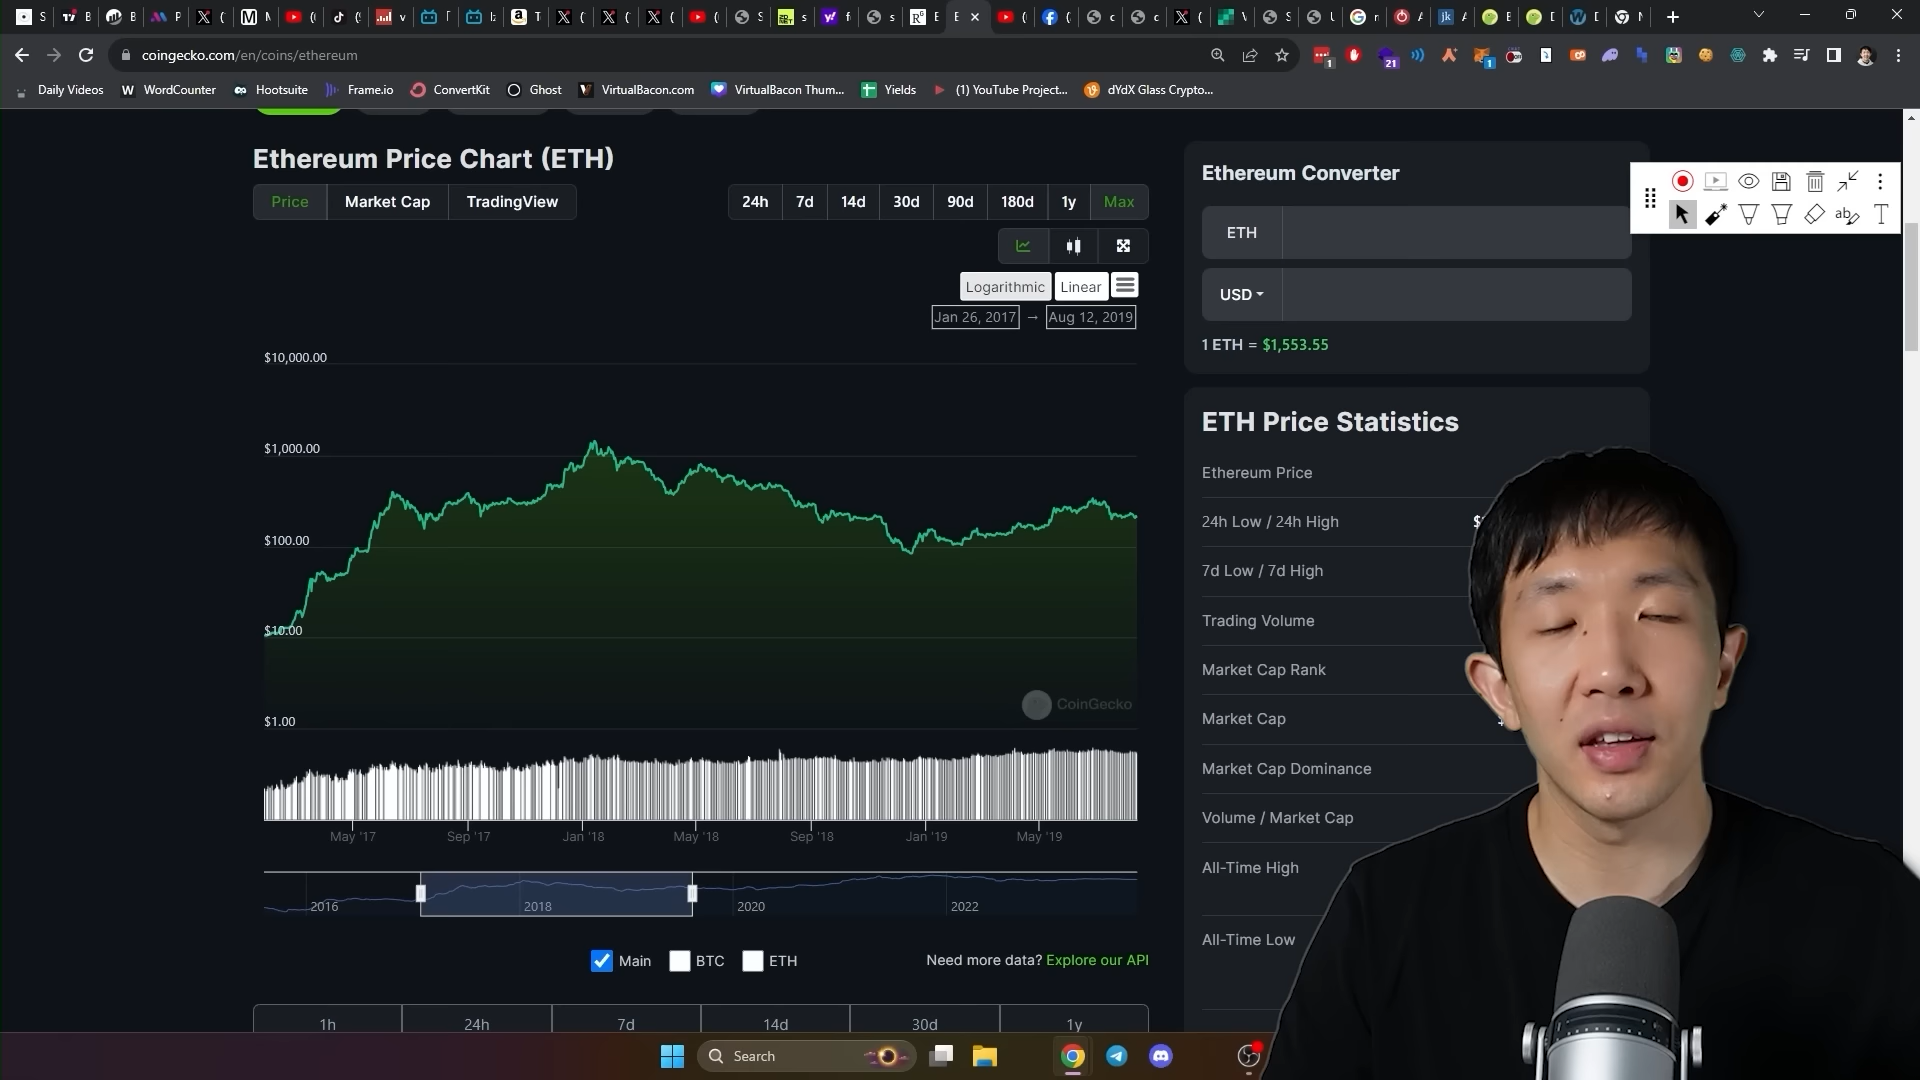 coingecko.com/en/coins/ethereum
Daily Videos
WordCounter
Hootsuite
Frame.io
ConvertKit
Ghost
VirtualBacon.com
VirtualBacon Thum...
Yields
(1) YouTube Project...
dYdX Glass Crypto...
Ethereum Price Chart (ETH)
Price
Market Cap
TradingView
24h
7d
14d
30d
90d
180d
1y
Max
Logarithmic
Linear
Jan 26, 2017 → Aug 12, 2019
$10,000.00
$1,000.00
$100.00
$10.00
$1.00
CoinGecko
May '17
Sep '17
Jan '18
May '18
Sep '18
Jan '19
May '19
2016
2018
2020
2022
Main
BTC
ETH
Need more data? Explore our API
1h
24h
7d
14d
30d
1y
Ethereum Converter
ETH
USD
1 ETH = $1,553.55
ETH Price Statistics
Ethereum Price
24h Low / 24h High
7d Low / 7d High
Trading Volume
Market Cap Rank
Market Cap
Market Cap Dominance
Volume / Market Cap
All-Time High
All-Time Low
Search